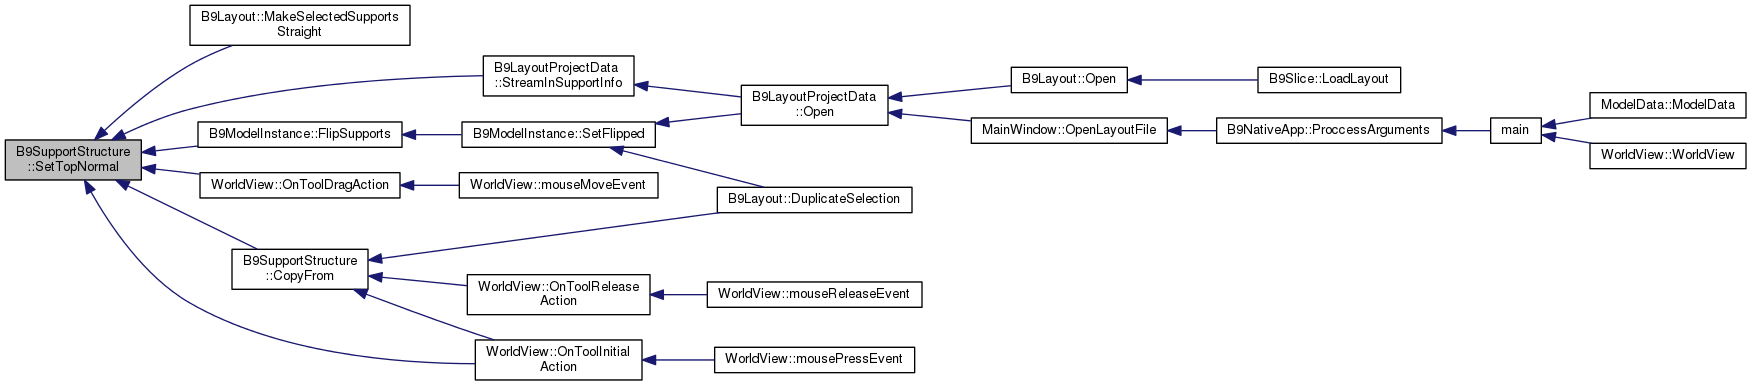 B9Layout::MakeSelectedSupports
Straight
B9LayoutProjectData
::StreamInSupportInfo
B9LayoutProjectData
::Open
B9Layout::Open
B9Slice::LoadLayout
ModelData::ModelData
B9SupportStructure
::SetTopNormal
B9ModelInstance::FlipSupports
B9ModelInstance::SetFlipped
MainWindow::OpenLayoutFile
B9NativeApp::ProccessArguments
main
WorldView::WorldView
WorldView::OnToolDragAction
WorldView::mouseMoveEvent
B9Layout::DuplicateSelection
B9SupportStructure
::CopyFrom
WorldView::OnToolRelease
Action
WorldView::mouseReleaseEvent
WorldView::OnToolInitial
Action
WorldView::mousePressEvent